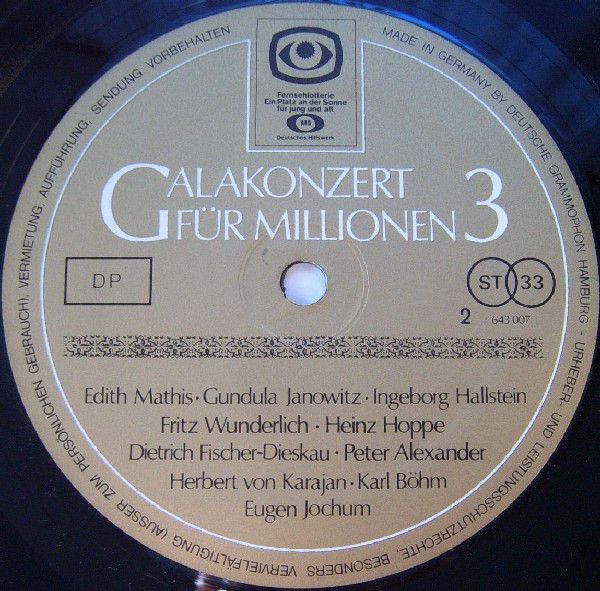 MADE IN GERMANY BY DEUTSCHE GRAMMOPHON HAMBURG - URHEBER- UND LEISTUNGSSCHUTZRECHTE, BESONDERS VERVIELFÄLTIGUNG (AUSSER ZUM PERSÖNLICHEN GEBRAUCH), VERMIETUNG, AUFFÜHRUNG, SENDUNG VORBEHALTEN
Fernsehlotterie
Ein Platz an der Sonne
für jung und alt
ARD
Deutsches Hilfswerk
GALAKONZERT
FÜR MILLIONEN 3
DP
ST 33
2 643 007
Edith Mathis · Gundula Janowitz · Ingeborg Hallstein
Fritz Wunderlich · Heinz Hoppe
Dietrich Fischer-Dieskau · Peter Alexander
Herbert von Karajan · Karl Böhm
Eugen Jochum